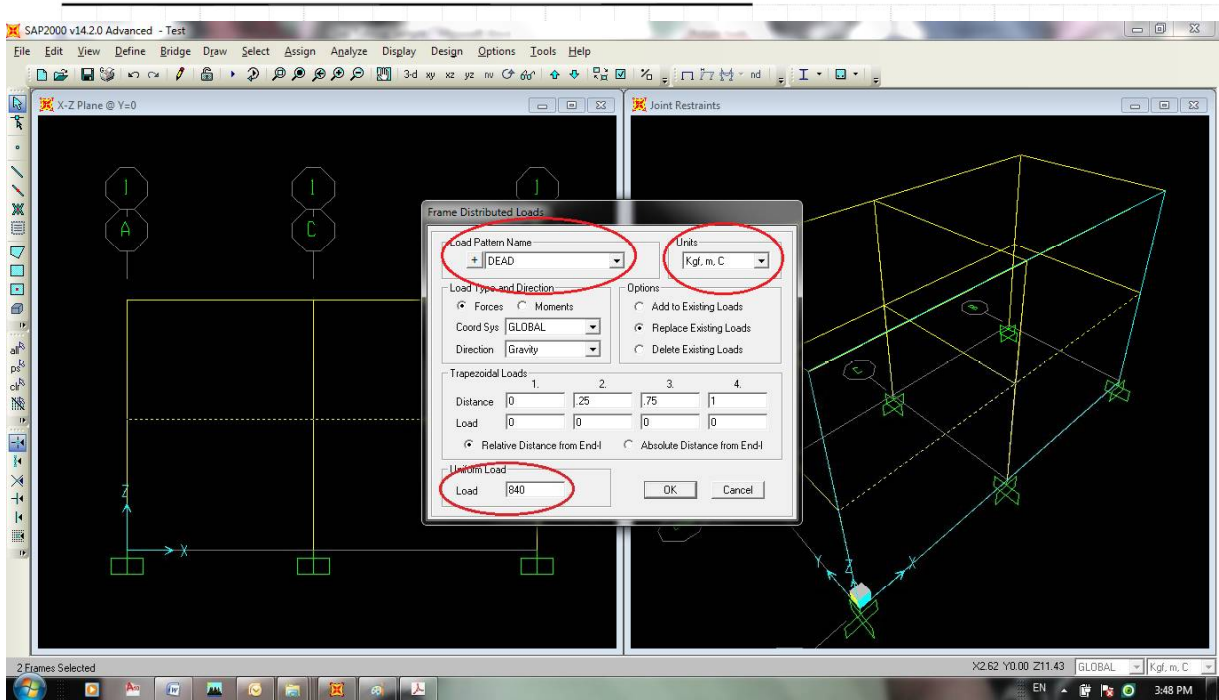 SAP2000 v14.2.0 Advanced - Test
File Edit View Define Bridge Draw Select Assign Analyze Display Design Options Tools Help
3-d xy xz yz nv nd
X-Z Plane @ Y=0
Joint Restraints
all
ps
clr
A
C
Z
X
Frame Distributed Loads
Load Pattern Name
+ DEAD
Units
Kgf, m, C
Load Type and Direction
Forces Moments
Coord Sys GLOBAL
Direction Gravity
Options
Add to Existing Loads
Replace Existing Loads
Delete Existing Loads
Trapezoidal Loads
1. 2. 3. 4.
Distance 0 .25 .75 1
Load 0 0 0 0
Relative Distance from End-I Absolute Distance from End-I
Uniform Load
Load 840
OK Cancel
Y Z X
2 Frames Selected
X2.62 Y0.00 Z11.43 GLOBAL Kgf, m, C
EN 3:48 PM